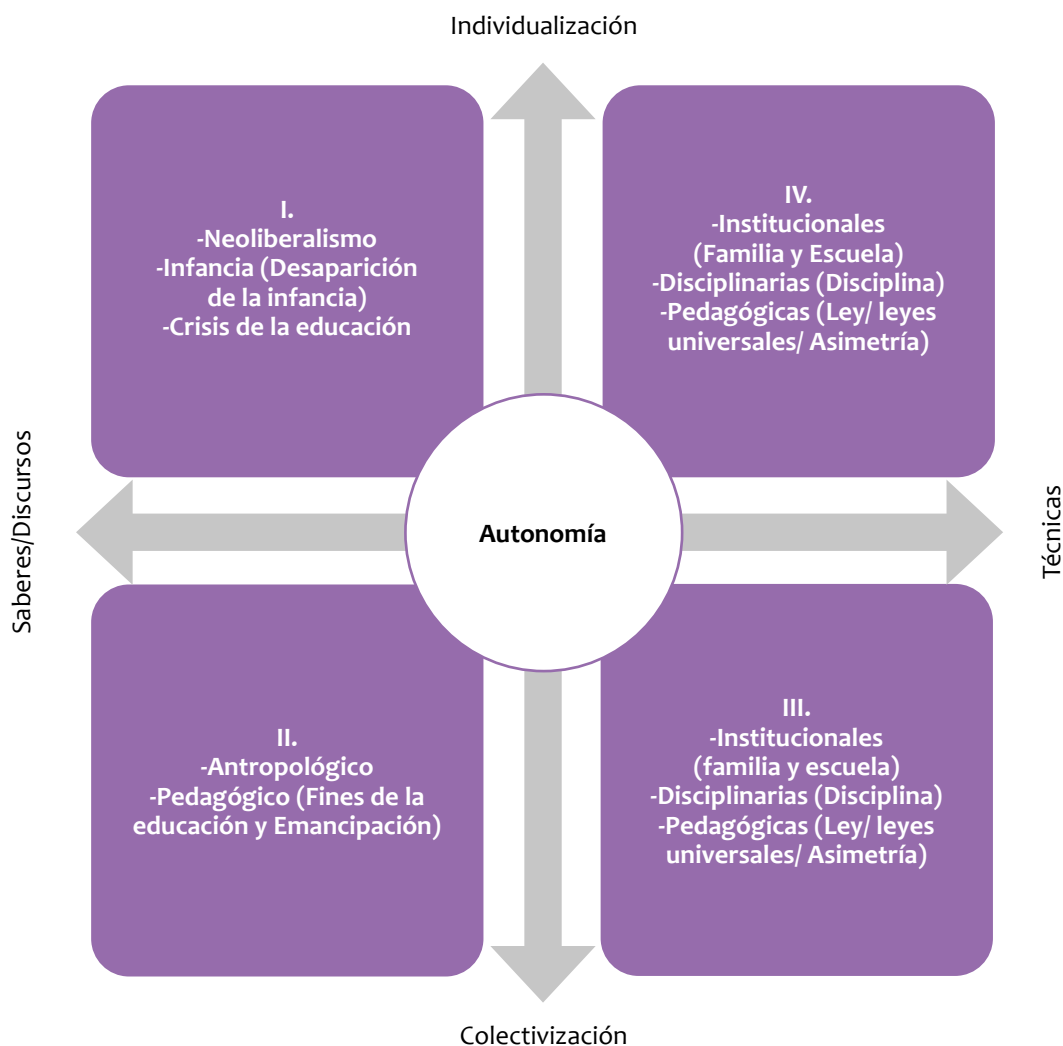 Individualización
I.
-Neoliberalismo
-Infancia (Desaparición
de la infancia)
-Crisis de la educación
IV.
-Institucionales
(Familia y Escuela)
-Disciplinarias (Disciplina)
-Pedagógicas (Ley/ leyes
universales/ Asimetría)
Saberes/Discursos
Autonomía
Técnicas
II.
-Antropológico
-Pedagógico (Fines de la
educación y Emancipación)
III.
-Institucionales
(familia y escuela)
-Disciplinarias (Disciplina)
-Pedagógicas (Ley/ leyes
universales/ Asimetría)
Colectivización